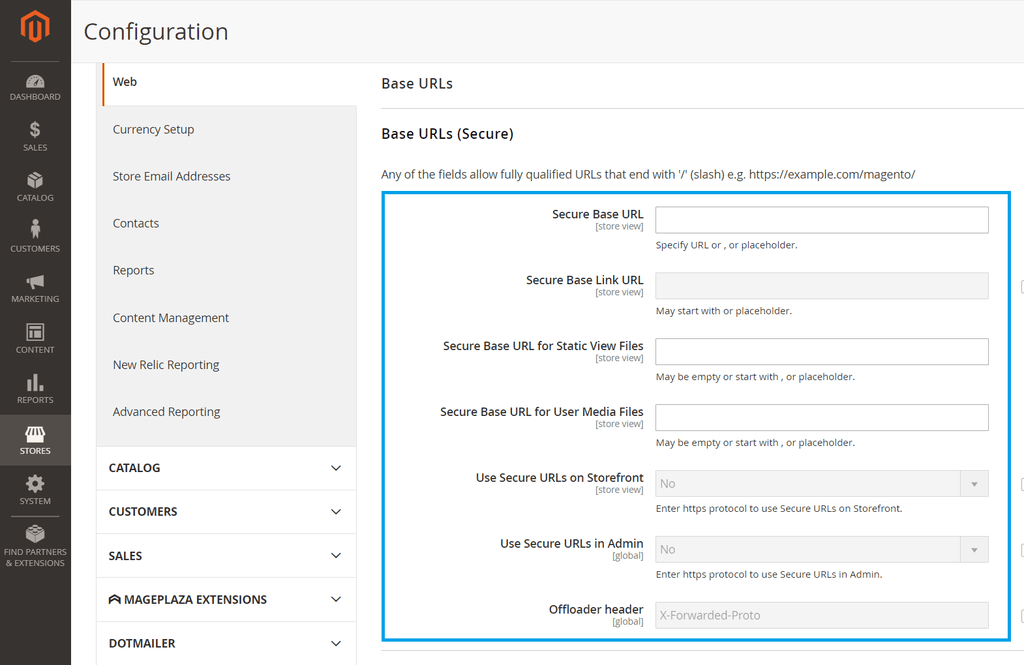 Configuration
DASHBOARD
SALES
CATALOG
CUSTOMERS
MARKETING
CONTENT
REPORTS
STORES
SYSTEM
FIND PARTNERS
& EXTENSIONS
Web
Currency Setup
Store Email Addresses
Contacts
Reports
Content Management
New Relic Reporting
Advanced Reporting
CATALOG
CUSTOMERS
SALES
MAGEPLAZA EXTENSIONS
DOTMAILER
Base URLs
Base URLs (Secure)
Any of the fields allow fully qualified URLs that end with '/' (slash) e.g. https://example.com/magento/
Secure Base URL
[store view]
Specify URL or , or placeholder.
Secure Base Link URL
[store view]
May start with or placeholder.
Secure Base URL for Static View Files
[store view]
May be empty or start with , or placeholder.
Secure Base URL for User Media Files
[store view]
May be empty or start with , or placeholder.
Use Secure URLs on Storefront
[store view]
No
Enter https protocol to use Secure URLs on Storefront.
Use Secure URLs in Admin
[global]
No
Enter https protocol to use Secure URLs in Admin.
Offloader header
[global]
X-Forwarded-Proto